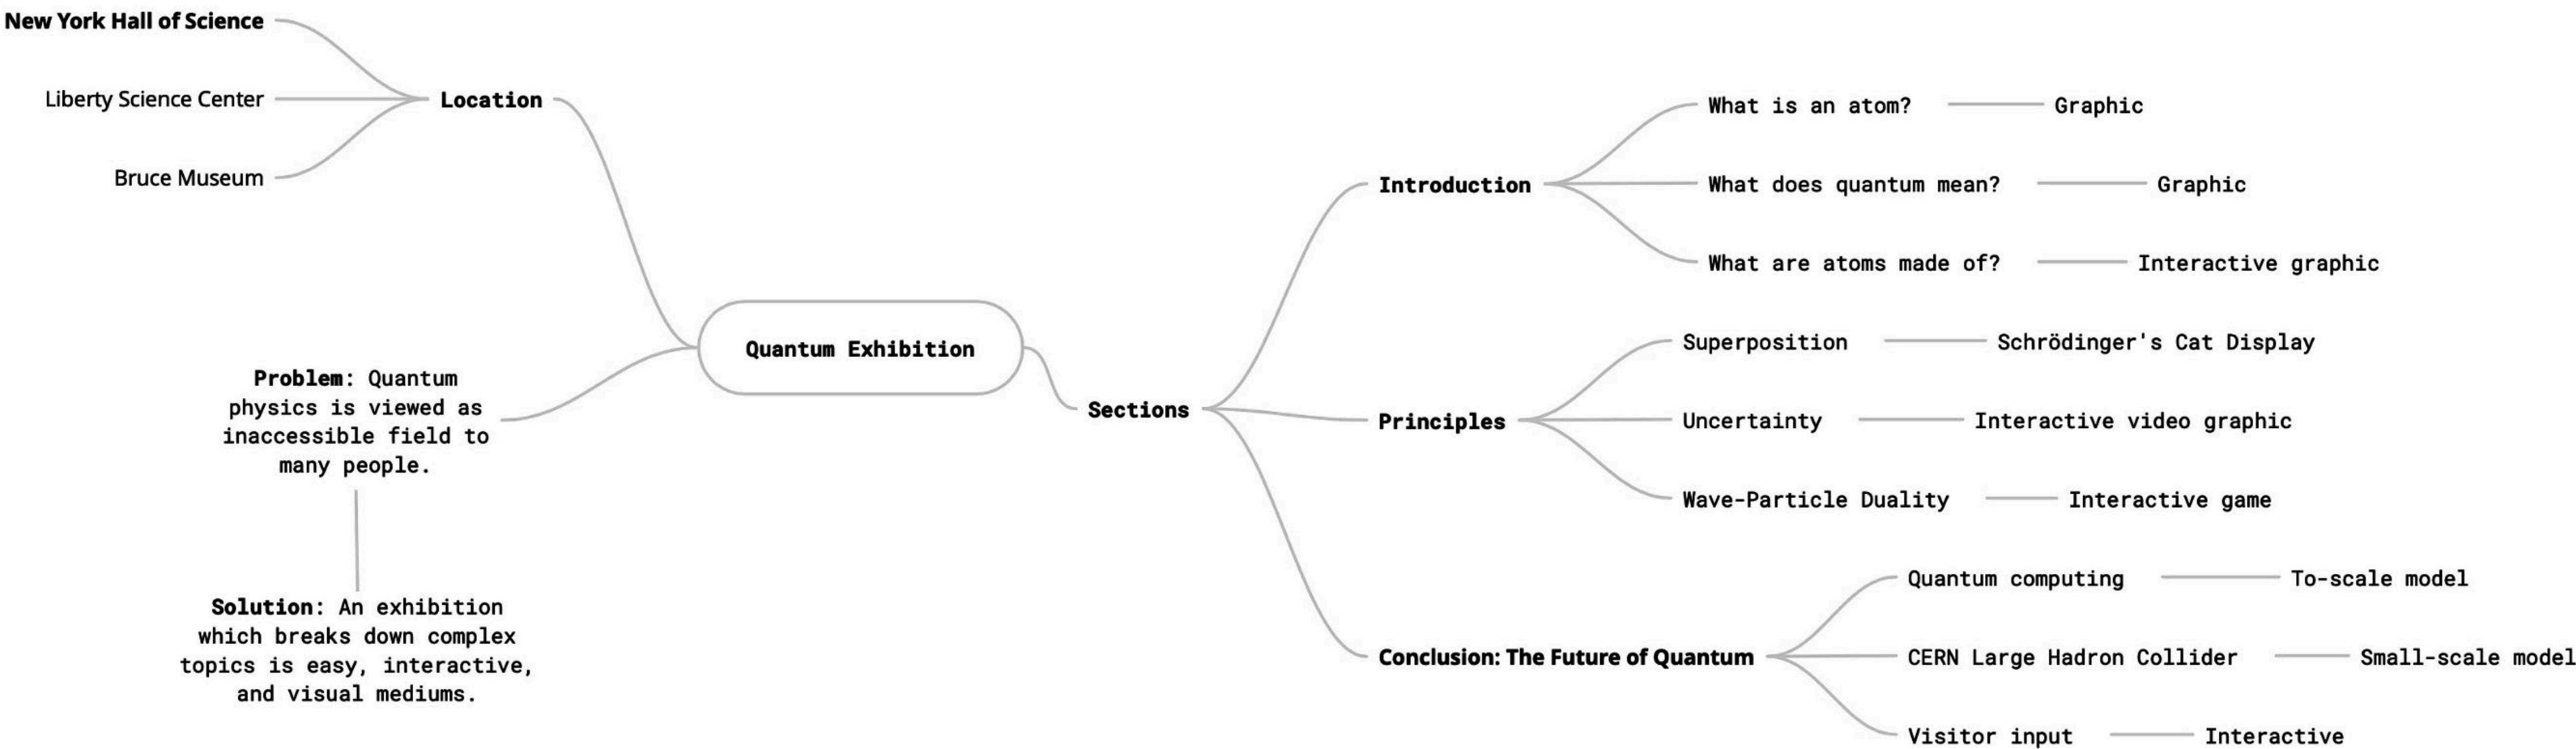 New York Hall of Science
Liberty Science Center
Bruce Museum
Location
Problem: Quantum
physics is viewed as
inaccessible field to
many people.
Solution: An exhibition
which breaks down complex
topics is easy, interactive,
and visual mediums.
Quantum Exhibition
Sections
Introduction
What is an atom?
Graphic
What does quantum mean?
Graphic
What are atoms made of?
Interactive graphic
Principles
Superposition
Schrödinger's Cat Display
Uncertainty
Interactive video graphic
Wave-Particle Duality
Interactive game
Conclusion: The Future of Quantum
Quantum computing
To-scale model
CERN Large Hadron Collider
Small-scale model
Visitor input
Interactive